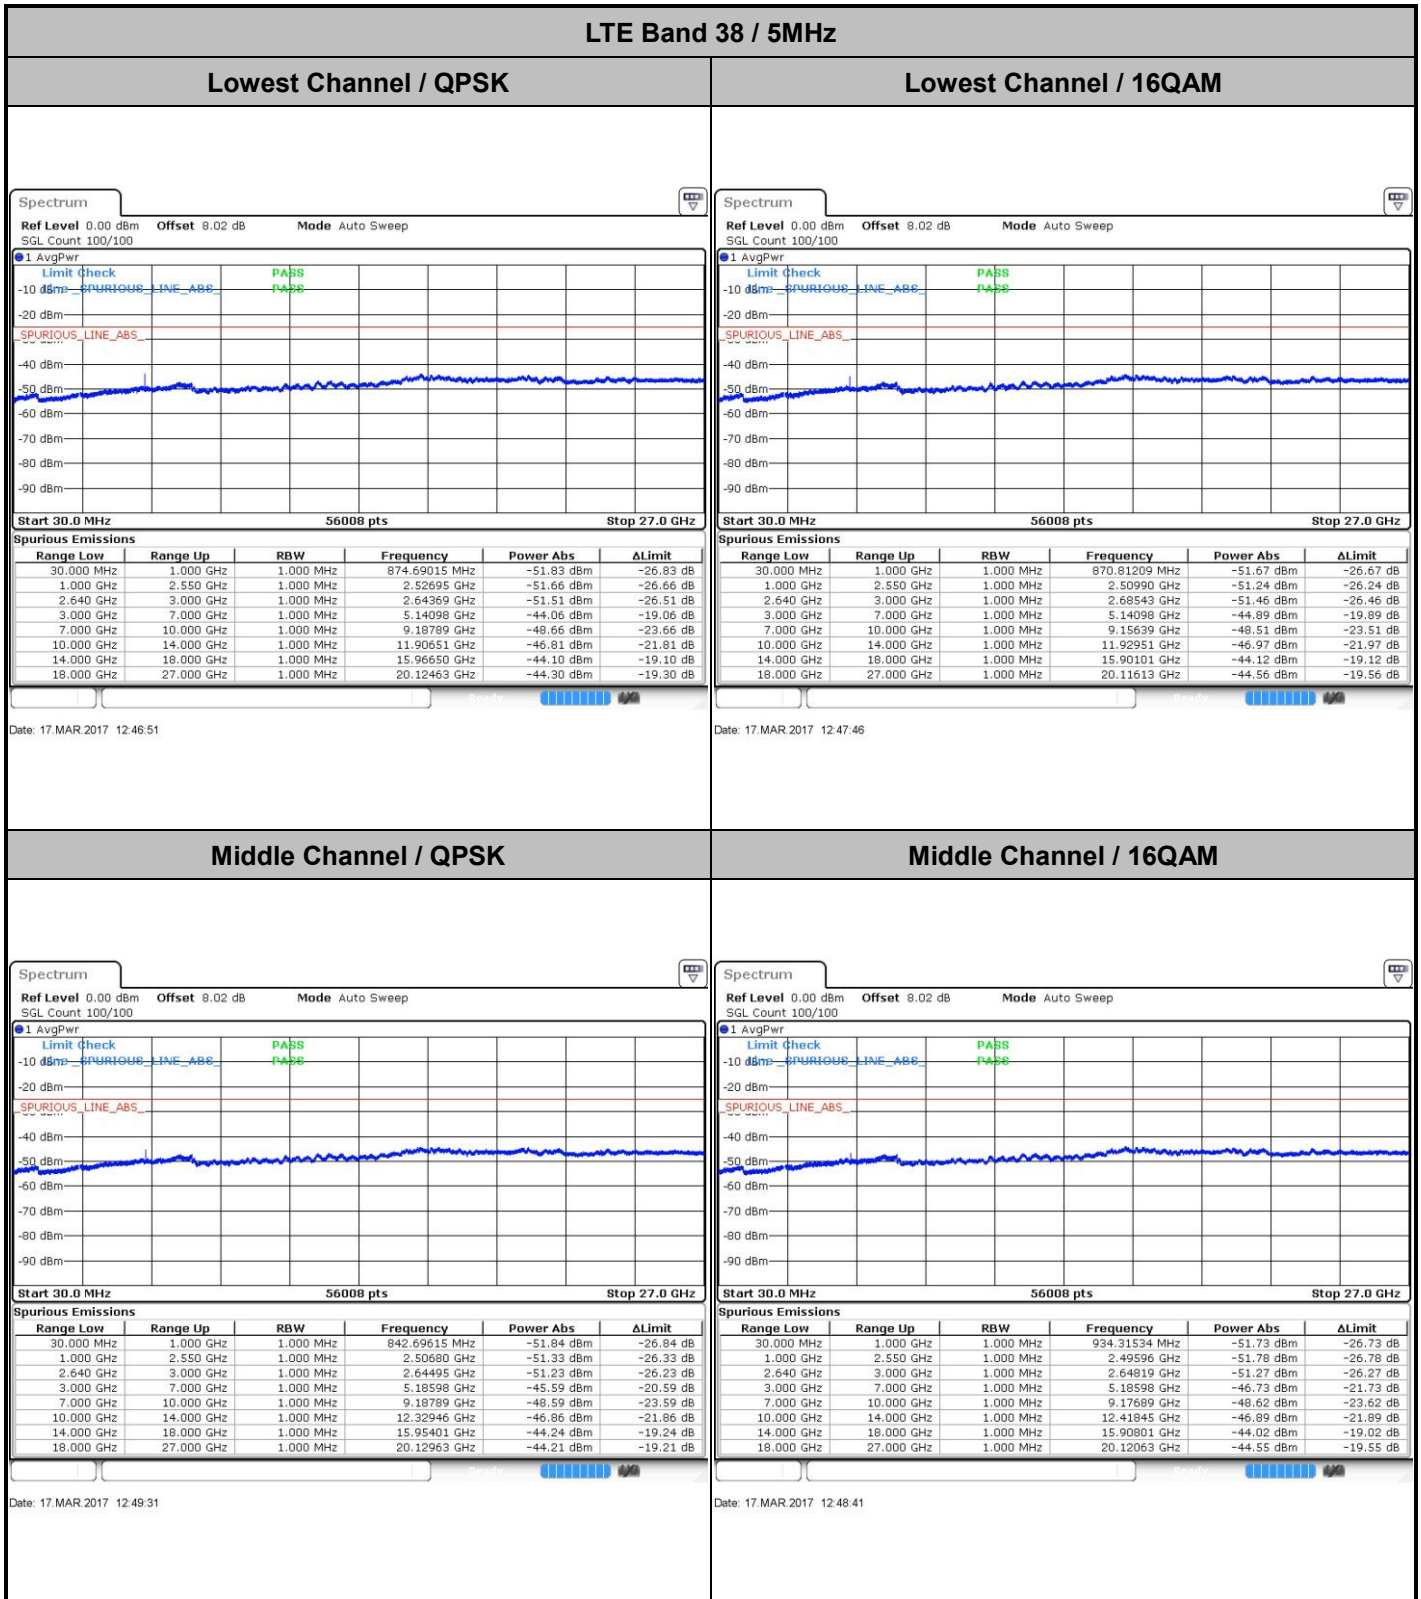 LTE Band 38 / 5MHz
Lowest Channel / QPSK
Lowest Channel / 16QAM
Spectrum
Ref Level 0.00 dBm Offset 8.02 dB Mode Auto Sweep
SGL Count 100/100
1 AvgPwr
Limit Check PASS
-10 dBm Line _SPURIOUS_LINE_ABS_ PASS
-20 dBm
_SPURIOUS_LINE_ABS_
-40 dBm
-50 dBm
-60 dBm
-70 dBm
-80 dBm
-90 dBm
Start 30.0 MHz 56008 pts Stop 27.0 GHz
Spurious Emissions
Range Low Range Up RBW Frequency Power Abs ΔLimit
30.000 MHz 1.000 GHz 1.000 MHz 874.69015 MHz -51.83 dBm -26.83 dB
1.000 GHz 2.550 GHz 1.000 MHz 2.52695 GHz -51.66 dBm -26.66 dB
2.640 GHz 3.000 GHz 1.000 MHz 2.64369 GHz -51.51 dBm -26.51 dB
3.000 GHz 7.000 GHz 1.000 MHz 5.14098 GHz -44.06 dBm -19.06 dB
7.000 GHz 10.000 GHz 1.000 MHz 9.18789 GHz -48.66 dBm -23.66 dB
10.000 GHz 14.000 GHz 1.000 MHz 11.90651 GHz -46.81 dBm -21.81 dB
14.000 GHz 18.000 GHz 1.000 MHz 15.96650 GHz -44.10 dBm -19.10 dB
18.000 GHz 27.000 GHz 1.000 MHz 20.12463 GHz -44.30 dBm -19.30 dB
Date: 17.MAR.2017 12:46:51
Spectrum
Ref Level 0.00 dBm Offset 8.02 dB Mode Auto Sweep
SGL Count 100/100
1 AvgPwr
Limit Check PASS
-10 dBm Line _SPURIOUS_LINE_ABS_ PASS
-20 dBm
_SPURIOUS_LINE_ABS_
-40 dBm
-50 dBm
-60 dBm
-70 dBm
-80 dBm
-90 dBm
Start 30.0 MHz 56008 pts Stop 27.0 GHz
Spurious Emissions
Range Low Range Up RBW Frequency Power Abs ΔLimit
30.000 MHz 1.000 GHz 1.000 MHz 870.81209 MHz -51.67 dBm -26.67 dB
1.000 GHz 2.550 GHz 1.000 MHz 2.50990 GHz -51.24 dBm -26.24 dB
2.640 GHz 3.000 GHz 1.000 MHz 2.68543 GHz -51.46 dBm -26.46 dB
3.000 GHz 7.000 GHz 1.000 MHz 5.14098 GHz -44.89 dBm -19.89 dB
7.000 GHz 10.000 GHz 1.000 MHz 9.15639 GHz -48.51 dBm -23.51 dB
10.000 GHz 14.000 GHz 1.000 MHz 11.92951 GHz -46.97 dBm -21.97 dB
14.000 GHz 18.000 GHz 1.000 MHz 15.90101 GHz -44.12 dBm -19.12 dB
18.000 GHz 27.000 GHz 1.000 MHz 20.11613 GHz -44.56 dBm -19.56 dB
Date: 17.MAR.2017 12:47:46
Middle Channel / QPSK
Middle Channel / 16QAM
Spectrum
Ref Level 0.00 dBm Offset 8.02 dB Mode Auto Sweep
SGL Count 100/100
1 AvgPwr
Limit Check PASS
-10 dBm Line _SPURIOUS_LINE_ABS_ PASS
-20 dBm
_SPURIOUS_LINE_ABS_
-40 dBm
-50 dBm
-60 dBm
-70 dBm
-80 dBm
-90 dBm
Start 30.0 MHz 56008 pts Stop 27.0 GHz
Spurious Emissions
Range Low Range Up RBW Frequency Power Abs ΔLimit
30.000 MHz 1.000 GHz 1.000 MHz 842.69615 MHz -51.84 dBm -26.84 dB
1.000 GHz 2.550 GHz 1.000 MHz 2.50680 GHz -51.33 dBm -26.33 dB
2.640 GHz 3.000 GHz 1.000 MHz 2.64495 GHz -51.23 dBm -26.23 dB
3.000 GHz 7.000 GHz 1.000 MHz 5.18598 GHz -45.59 dBm -20.59 dB
7.000 GHz 10.000 GHz 1.000 MHz 9.18789 GHz -48.59 dBm -23.59 dB
10.000 GHz 14.000 GHz 1.000 MHz 12.32946 GHz -46.86 dBm -21.86 dB
14.000 GHz 18.000 GHz 1.000 MHz 15.95401 GHz -44.24 dBm -19.24 dB
18.000 GHz 27.000 GHz 1.000 MHz 20.12963 GHz -44.21 dBm -19.21 dB
Date: 17.MAR.2017 12:49:31
Spectrum
Ref Level 0.00 dBm Offset 8.02 dB Mode Auto Sweep
SGL Count 100/100
1 AvgPwr
Limit Check PASS
-10 dBm Line _SPURIOUS_LINE_ABS_ PASS
-20 dBm
_SPURIOUS_LINE_ABS_
-40 dBm
-50 dBm
-60 dBm
-70 dBm
-80 dBm
-90 dBm
Start 30.0 MHz 56008 pts Stop 27.0 GHz
Spurious Emissions
Range Low Range Up RBW Frequency Power Abs ΔLimit
30.000 MHz 1.000 GHz 1.000 MHz 934.31534 MHz -51.73 dBm -26.73 dB
1.000 GHz 2.550 GHz 1.000 MHz 2.49596 GHz -51.78 dBm -26.78 dB
2.640 GHz 3.000 GHz 1.000 MHz 2.64819 GHz -51.27 dBm -26.27 dB
3.000 GHz 7.000 GHz 1.000 MHz 5.18598 GHz -46.73 dBm -21.73 dB
7.000 GHz 10.000 GHz 1.000 MHz 9.17689 GHz -48.62 dBm -23.62 dB
10.000 GHz 14.000 GHz 1.000 MHz 12.41845 GHz -46.89 dBm -21.89 dB
14.000 GHz 18.000 GHz 1.000 MHz 15.90801 GHz -44.02 dBm -19.02 dB
18.000 GHz 27.000 GHz 1.000 MHz 20.12063 GHz -44.55 dBm -19.55 dB
Date: 17.MAR.2017 12:48:41